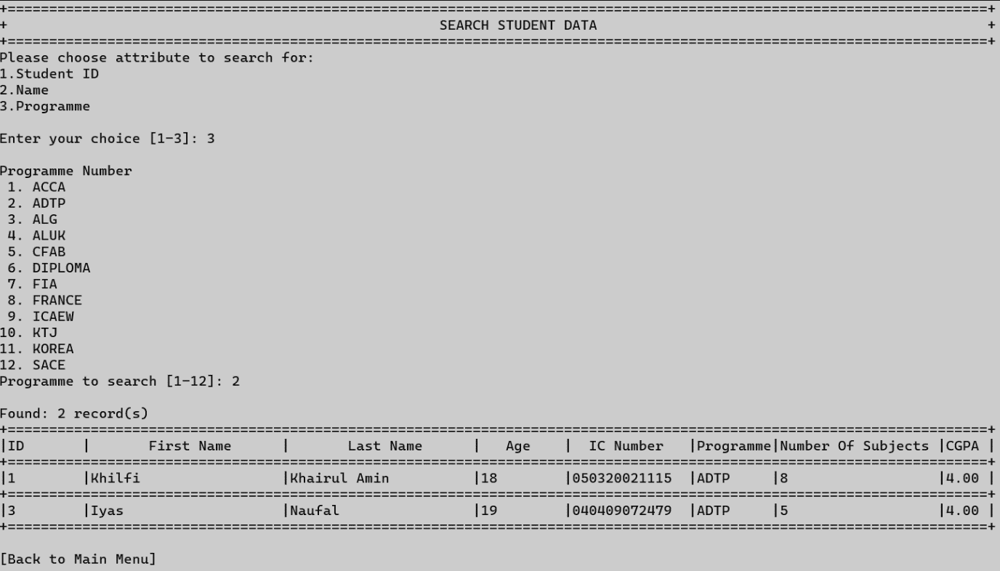 +======================================================================================================================+
+                                                    SEARCH STUDENT DATA                                               +
+======================================================================================================================+
Please choose attribute to search for:
1.Student ID
2.Name
3.Programme

Enter your choice [1-3]: 3

Programme Number
 1. ACCA
 2. ADTP
 3. ALG
 4. ALUK
 5. CFAB
 6. DIPLOMA
 7. FIA
 8. FRANCE
 9. ICAEW
10. KTJ
11. KOREA
12. SACE
Programme to search [1-12]: 2

Found: 2 record(s)
+======================================================================================================================+
|ID       |       First Name      |       Last Name      |   Age    |  IC Number   |Programme|Number Of Subjects |CGPA |
+======================================================================================================================+
|1        |Khilfi                 |Khairul Amin          |18        |050320021115  |ADTP     |8                  |4.00 |
+======================================================================================================================+
|3        |Iyas                   |Naufal                |19        |040409072479  |ADTP     |5                  |4.00 |
+======================================================================================================================+

[Back to Main Menu]